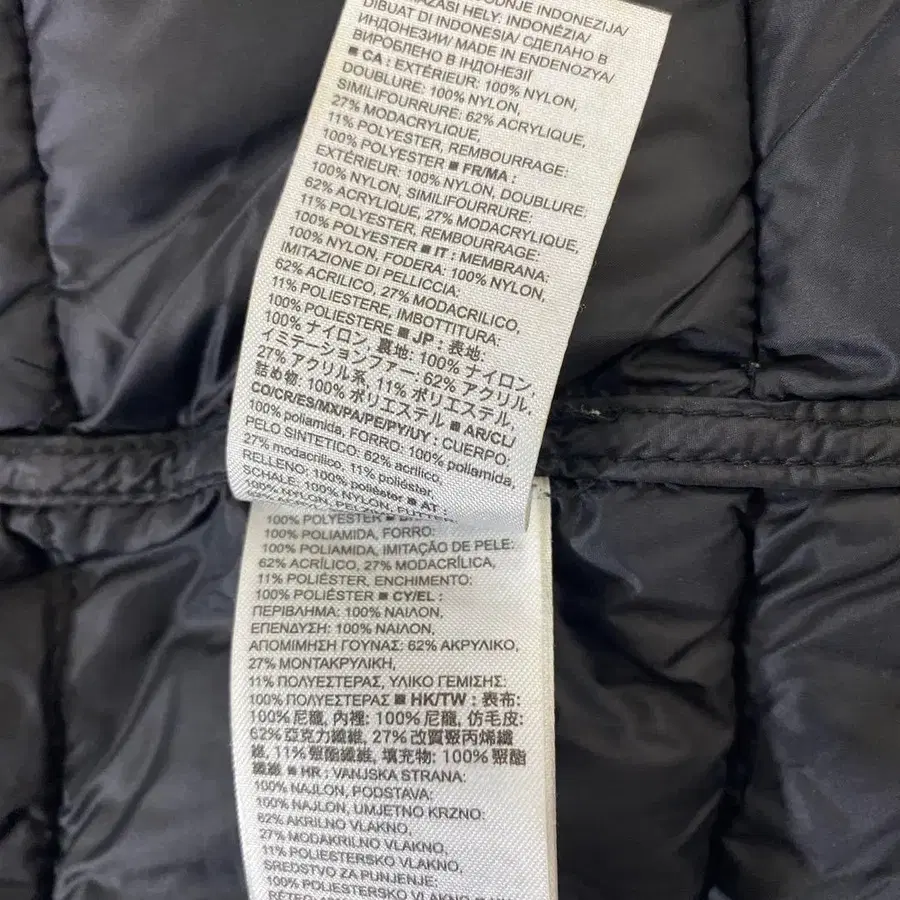 ODNJE INDONEZIJA/
AZASI HELY: INDONÉZIA/
DIBUAT DI INDONESIA/ СДЕЛАНО В
ИНДОНЕЗИИ/ MADE IN ENDENOZYA/
ВИРОБЛЕНО В ІНДОНЕЗІЇ
■ CA : EXTÉRIEUR: 100% NYLON,
DOUBLURE: 100% NYLON,
SIMILIFOURRURE: 62% ACRYLIQUE,
27% MODACRYLIQUE,
11% POLYESTER, REMBOURRAGE:
100% POLYESTER ■ FR/MA :
EXTÉRIEUR: 100% NYLON, DOUBLURE:
100% NYLON, SIMILIFOURRURE:
62% ACRYLIQUE, 27% MODACRYLIQUE,
11% POLYESTER, REMBOURRAGE:
100% POLYESTER ■ IT : MEMBRANA:
100% NYLON, FODERA: 100% NYLON,
IMITAZIONE DI PELLICCIA:
62% ACRILICO, 27% MODACRILICO,
11% POLIESTERE, IMBOTTITURA:
100% POLIESTERE ■ JP : 表地:
100% ナイロン, 裏地: 100% ナイロン,
イミテーションファー: 62% アクリル,
27% アクリル系, 11% ポリエステル,
詰め物: 100% ポリエステル ■ AR/CL/
CO/CR/ES/MX/PA/PE/PY/UY : CUERPO:
100% poliamida, FORRO: 100% poliamida,
PELO SINTETICO: 62% acrilico,
27% modacrilico, 11% poliéster,
RELLENO: 100% poliéster ■ AT :
SCHALE: 100% NYLON, FUTTER:
100% POLYESTER ■
100% POLIAMIDA, FORRO:
100% POLIAMIDA, IMITAÇÃO DE PELE:
62% ACRÍLICO, 27% MODACRÍLICA,
11% POLIÉSTER, ENCHIMENTO:
100% POLIÉSTER ■ CY/EL :
ΠΕΡΙΒΛΗΜΑ: 100% ΝΑΙΛΟΝ,
ΕΠΕΝΔΥΣΗ: 100% ΝΑΙΛΟΝ,
ΑΠΟΜΙΜΗΣΗ ΓΟΥΝΑΣ: 62% ΑΚΡΥΛΙΚΟ,
27% ΜΟΝΤΑΚΡΥΛΙΚΗ,
11% ΠΟΛΥΕΣΤΕΡΑΣ, ΥΛΙΚΟ ΓΕΜΙΣΗΣ:
100% ΠΟΛΥΕΣΤΕΡΑΣ ■ HK/TW : 表布:
100% 尼龍, 內裡: 100% 尼龍, 仿毛皮:
62% 亞克力纖維, 27% 改質聚丙烯纖
維, 11% 聚酯纖維, 填充物: 100% 聚酯
纖維 ■ HR : VANJSKA STRANA:
100% NAJLON, PODSTAVA:
100% NAJLON, UMJETNO KRZNO:
62% AKRILNO VLAKNO,
27% MODAKRILNO VLAKNO,
11% POLIESTERSKO VLAKNO,
SREDSTVO ZA PUNJENJE:
100% POLIESTERSKO VLAKNO